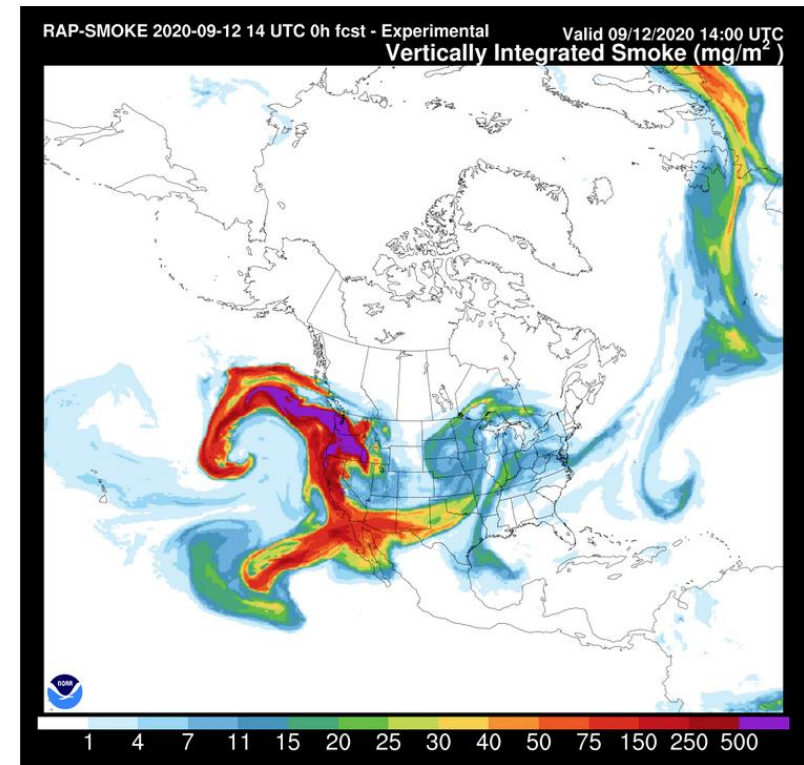 RAP-SMOKE 2020-09-12 14 UTC 0h fcst - Experimental
Valid 09/12/2020 14:00 UTC
Vertically Integrated Smoke (mg/m²)
NOAA
1 4 7 11 15 20 25 30 40 50 75 150 250 500